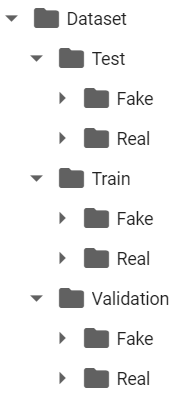 Dataset
Test
Fake
Real
Train
Fake
Real
Validation
Fake
Real